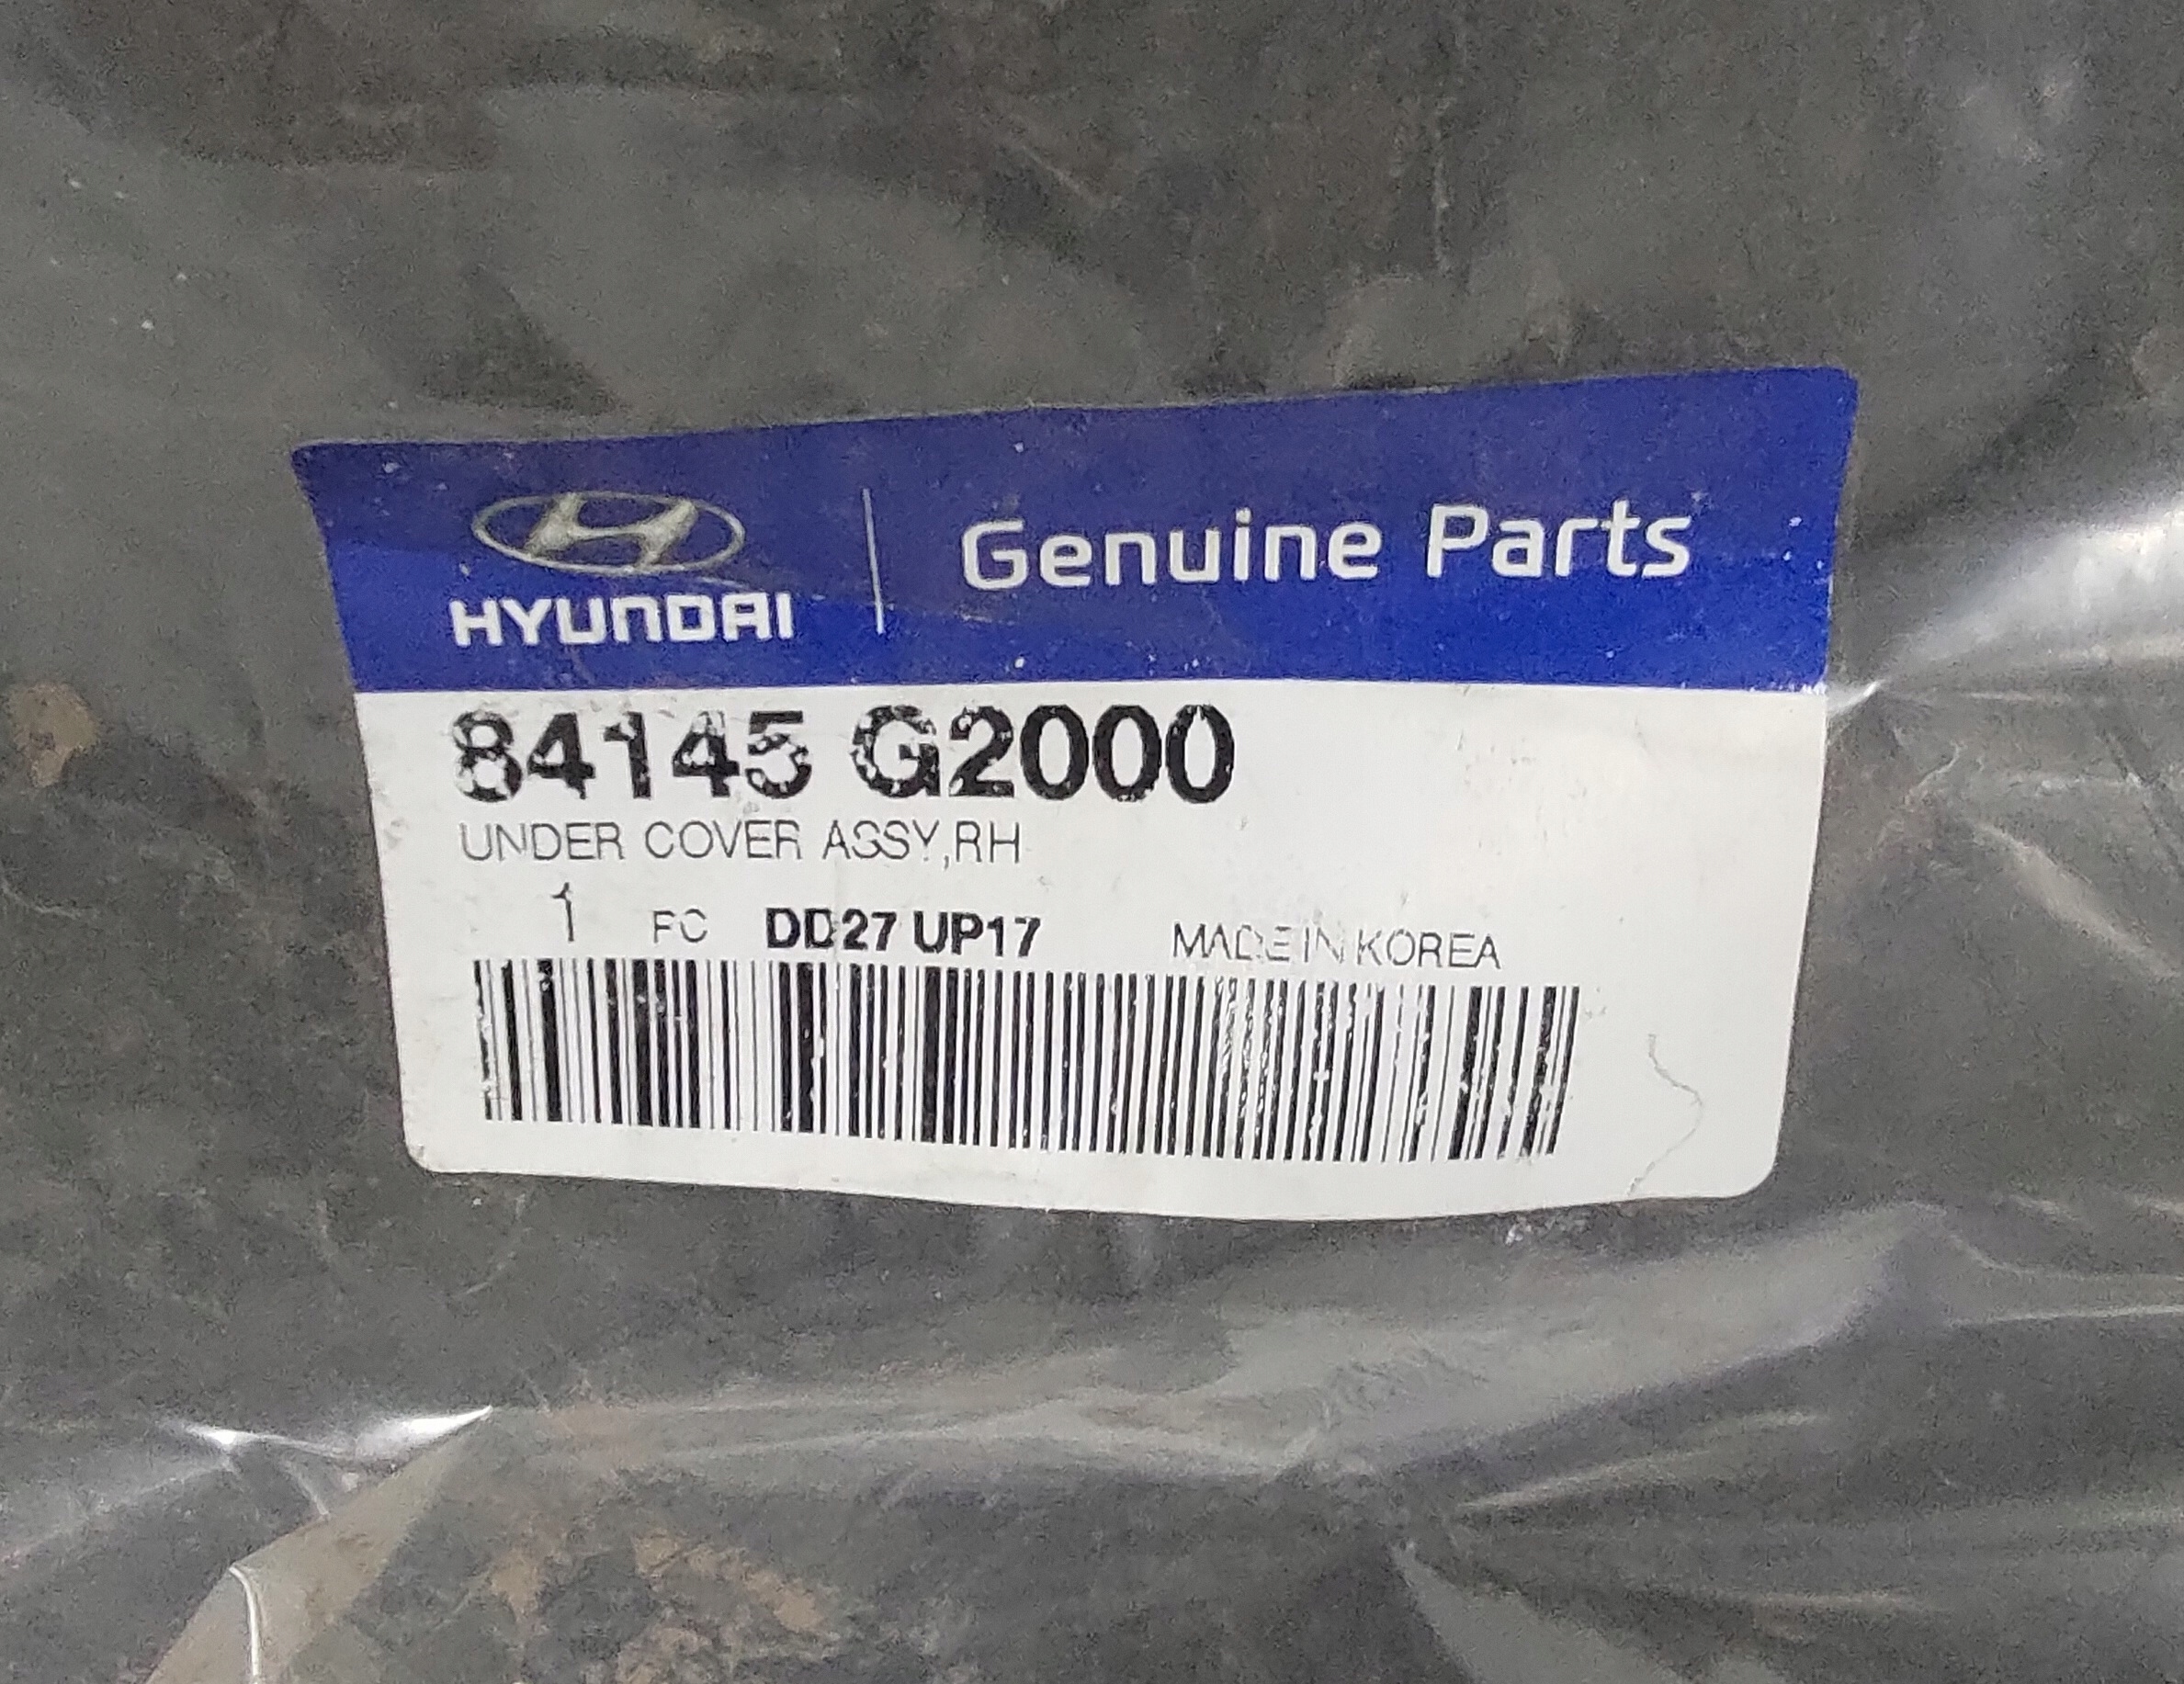 HYUNDAI
Genuine Parts
84145 G2000
UNDER COVER ASSY,RH
1 PC DD27 UP17 MADE IN KOREA